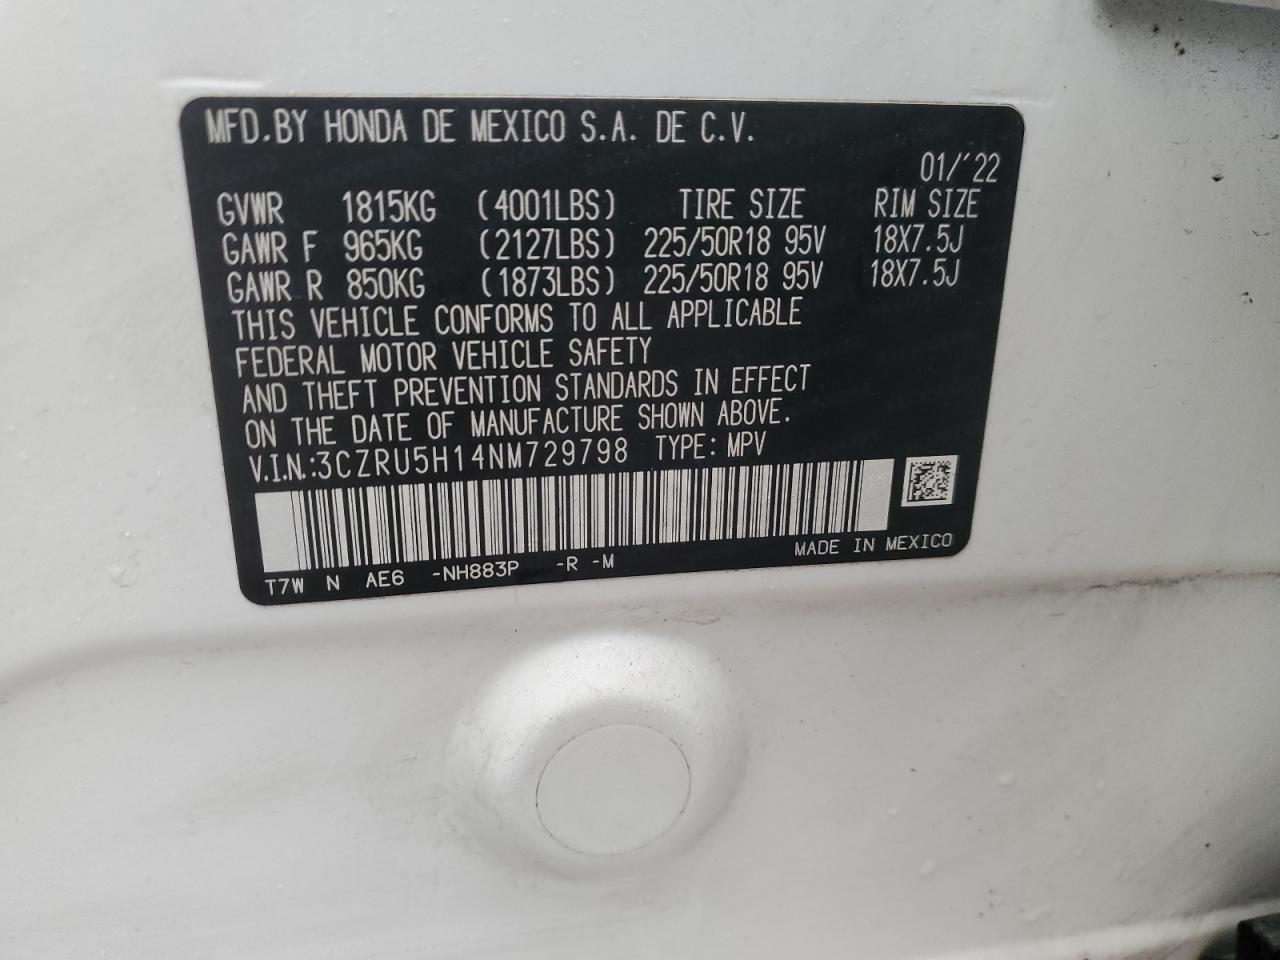 MFD.BY HONDA DE MEXICO S.A. DE C.V.
01/'22
GVWR 1815KG (4001LBS) TIRE SIZE RIM SIZE
GAWR F 965KG (2127LBS) 225/50R18 95V 18X7.5J
GAWR R 850KG (1873LBS) 225/50R18 95V 18X7.5J
THIS VEHICLE CONFORMS TO ALL APPLICABLE
FEDERAL MOTOR VEHICLE SAFETY
AND THEFT PREVENTION STANDARDS IN EFFECT
ON THE DATE OF MANUFACTURE SHOWN ABOVE.
V.I.N.:3CZRU5H14NM729798 TYPE: MPV
MADE IN MEXICO
T7W N AE6 -NH883P -R -M